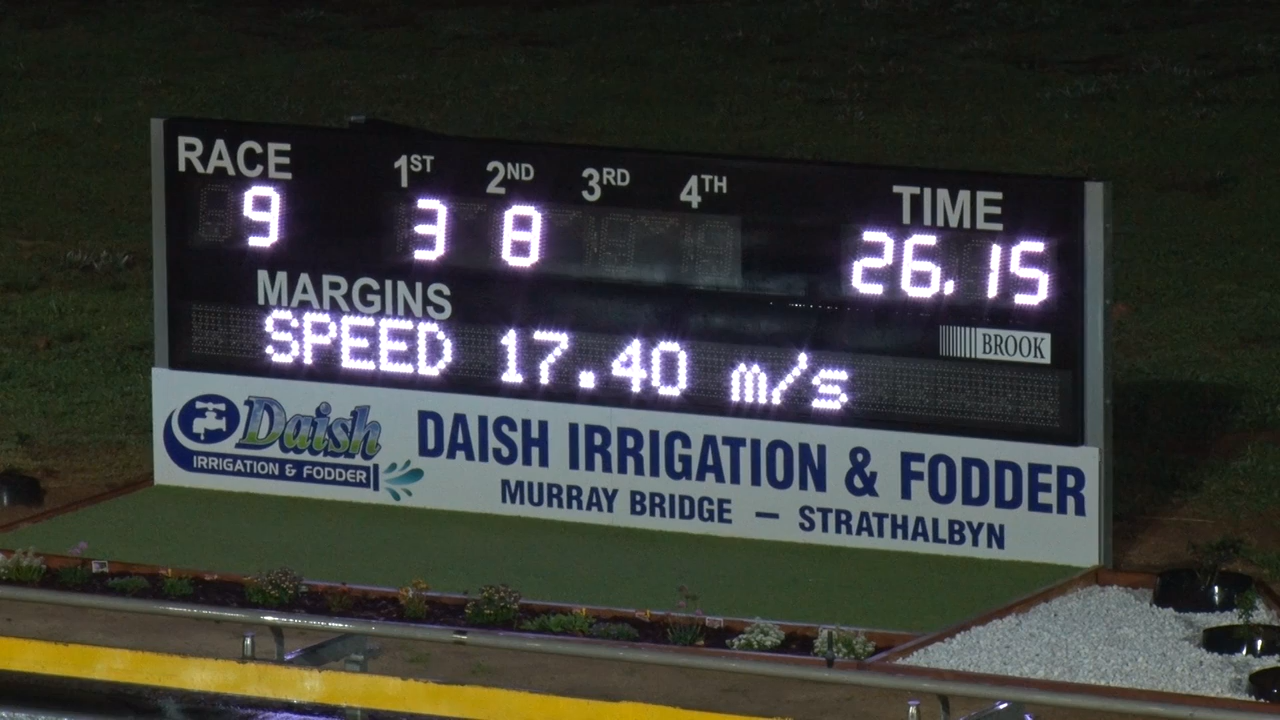 RACE 1ST 2ND 3RD 4TH TIME
9 3 8 26.15
MARGINS
SPEED 17.40 m/s
BROOK
Daish
IRRIGATION & FODDER
DAISH IRRIGATION & FODDER
MURRAY BRIDGE — STRATHALBYN